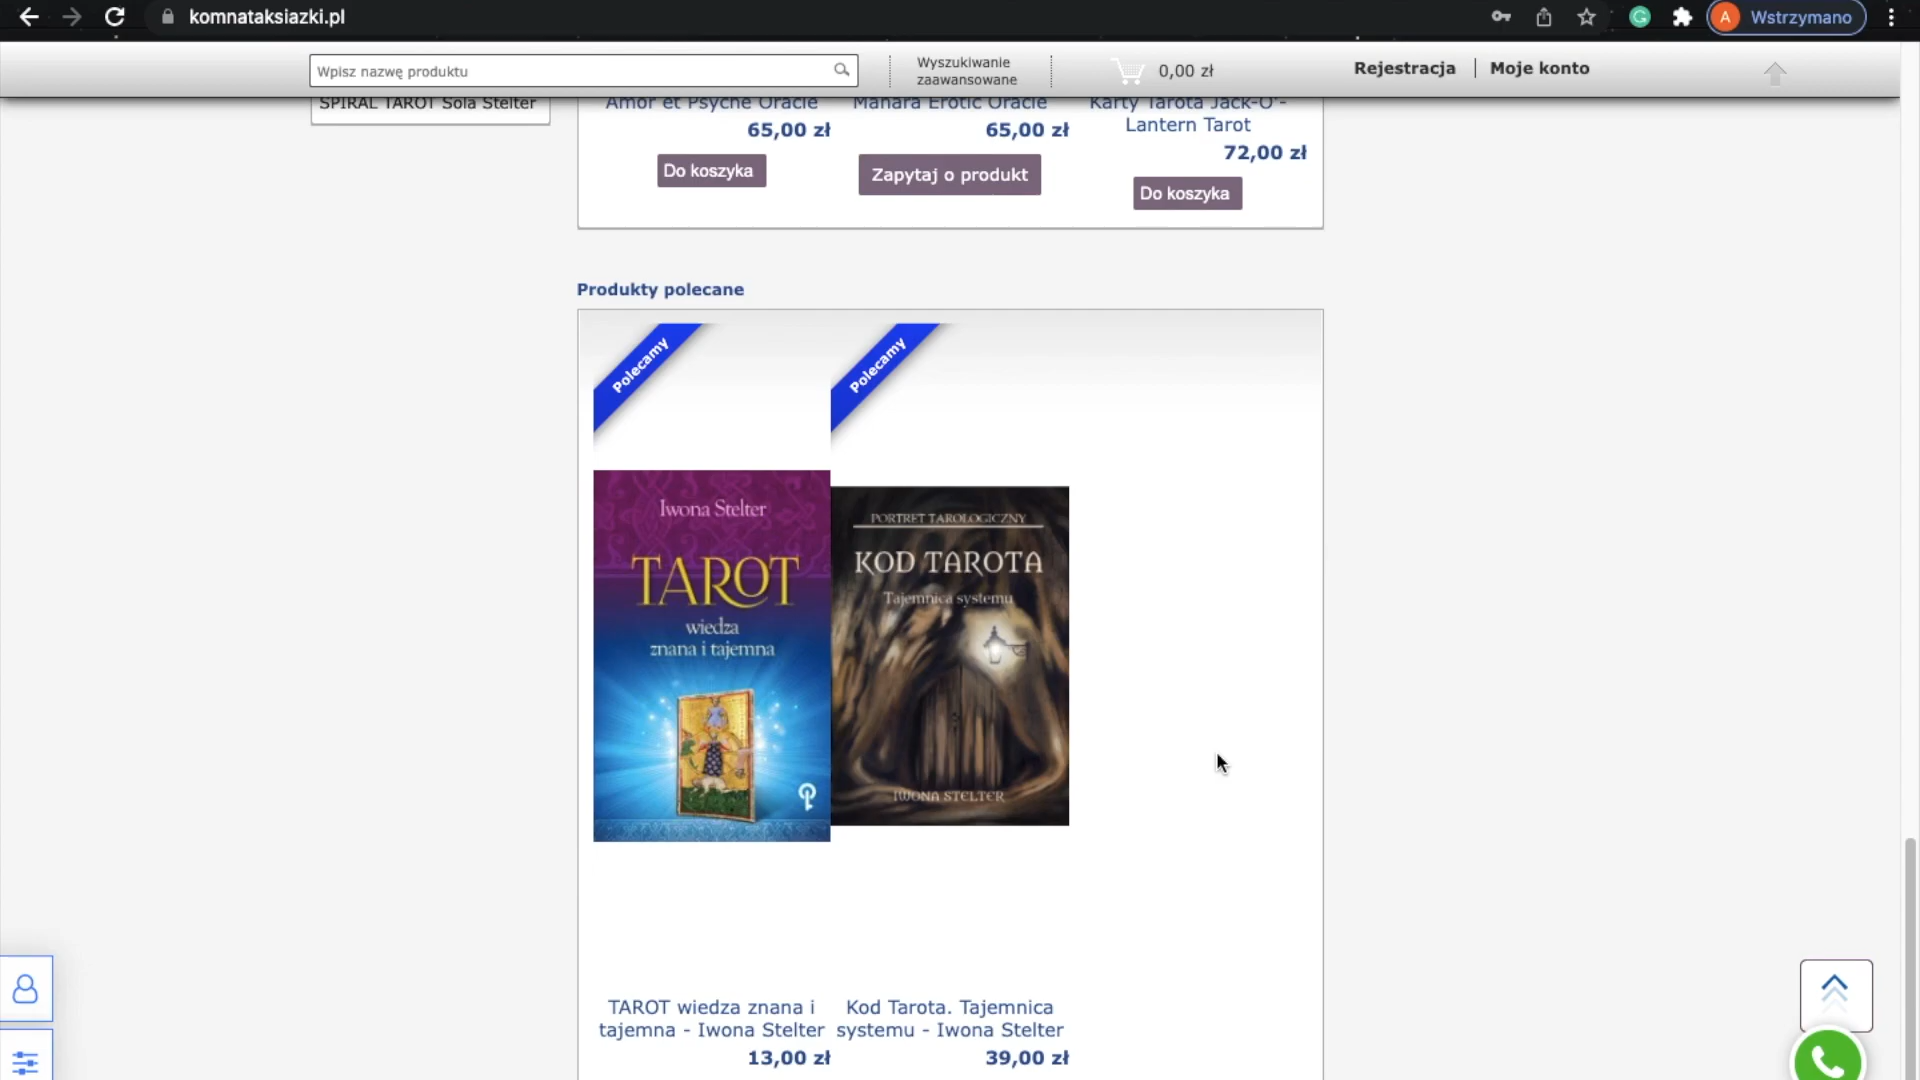 komnataksiazki.pl
A Wstrzymano
Wpisz nazwę produktu
Wyszukiwanie
zaawansowane
0,00 zł
Rejestracja | Moje konto
SPIRAL TAROT Sola Stelter
Amor et Psyche Oracle
65,00 zł
Do koszyka
Manara Erotic Oracle
65,00 zł
Zapytaj o produkt
Karty Tarota Jack-O'-
Lantern Tarot
72,00 zł
Do koszyka
Produkty polecane
Polecamy
Iwona Stelter
TAROT
wiedza
znana i tajemna
TAROT wiedza znana i
tajemna - Iwona Stelter
13,00 zł
Polecamy
PORTRET TAROLOGICZNY
KOD TAROTA
Tajemnica systemu
IWONA STELTER
Kod Tarota. Tajemnica
systemu - Iwona Stelter
39,00 zł